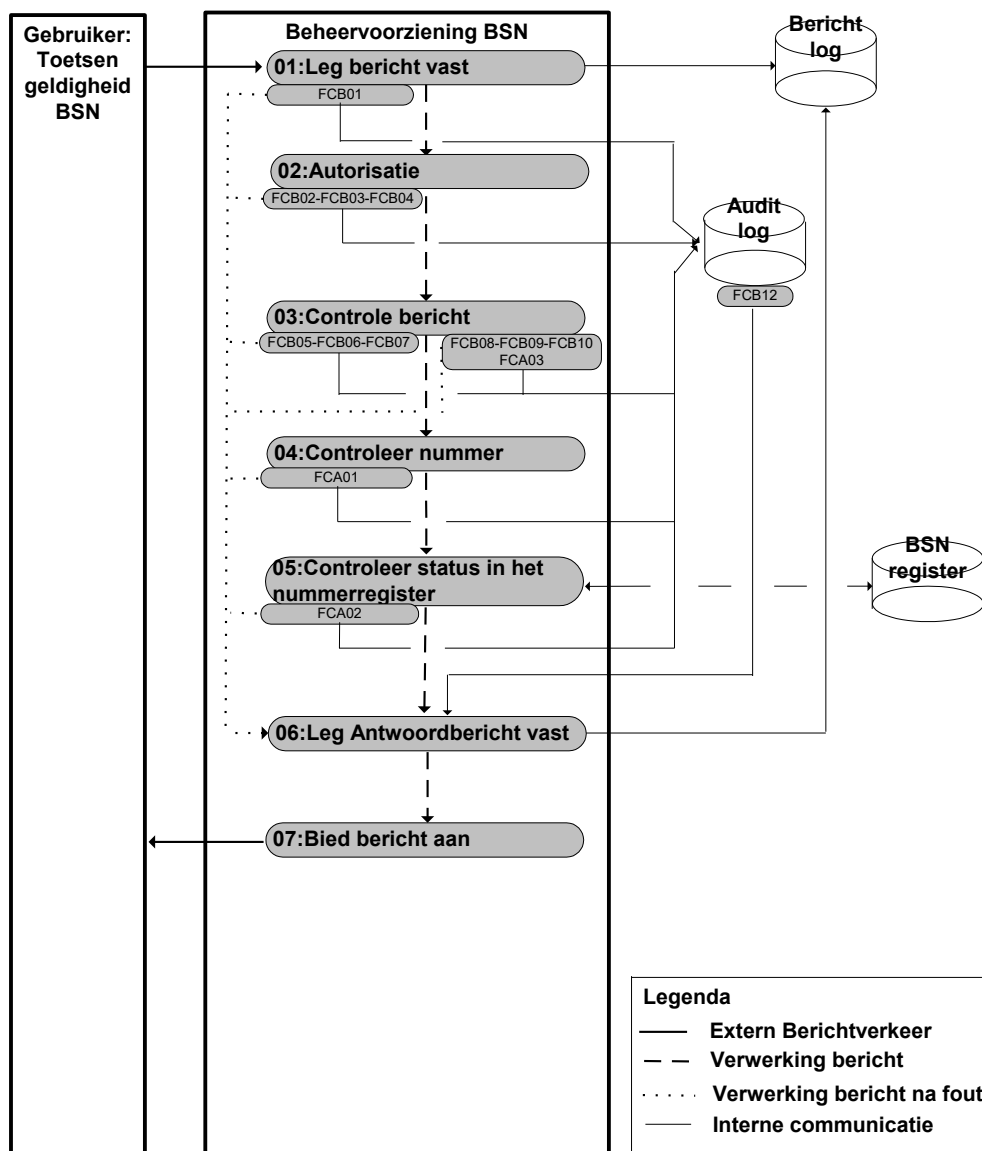 Gebruiker:
Toetsen
geldigheid
BSN
Beheervoorziening BSN
Bericht
log
01:Leg bericht vast
FCB01
02:Autorisatie
FCB02-FCB03-FCB04
Audit
log
FCB12
03:Controle bericht
FCB05-FCB06-FCB07
FCB08-FCB09-FCB10
FCA03
04:Controleer nummer
FCA01
05:Controleer status in het
nummerregister
FCA02
BSN
register
06:Leg Antwoordbericht vast
07:Bied bericht aan
Legenda
Extern Berichtverkeer
Verwerking bericht
Verwerking bericht na fout
Interne communicatie